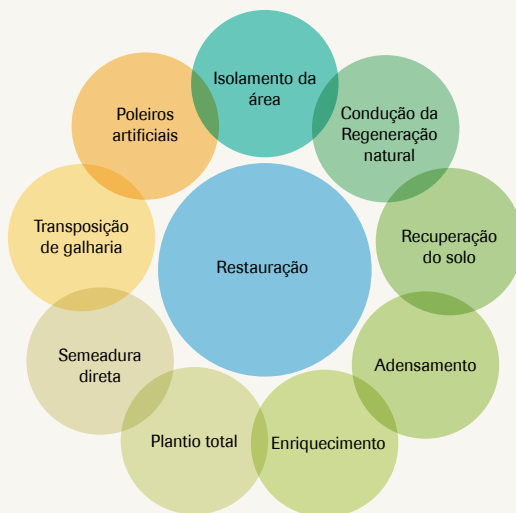 Isolamento da
área
Condução da
Regeneração
natural
Recuperação
do solo
Adensamento
Enriquecimento
Plantio total
Semeadura
direta
Transposição
de galharia
Poleiros
artificiais
Restauração